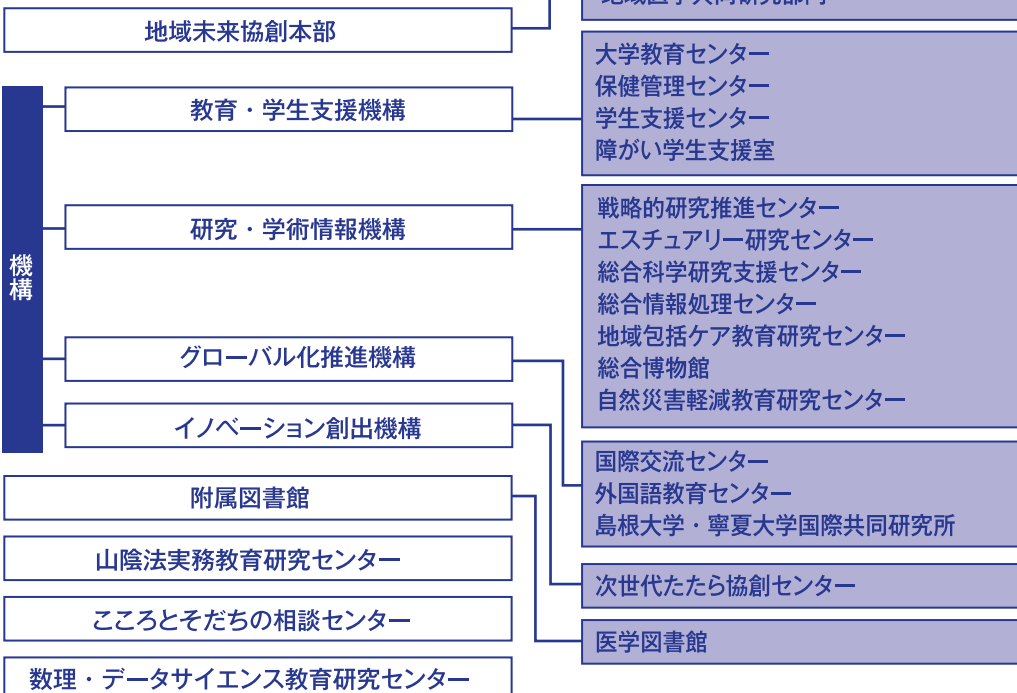 地域未来協創本部
機構
教育・学生支援機構
研究・学術情報機構
グローバル化推進機構
イノベーション創出機構
附属図書館
山陰法実務教育研究センター
こころとそだちの相談センター
数理・データサイエンス教育研究センター
大学教育センター
保健管理センター
学生支援センター
障がい学生支援室
戦略的研究推進センター
エスチュアリー研究センター
総合科学研究支援センター
総合情報処理センター
地域包括ケア教育研究センター
総合博物館
自然災害軽減教育研究センター
国際交流センター
外国語教育センター
島根大学・寧夏大学国際共同研究所
次世代たたら協創センター
医学図書館